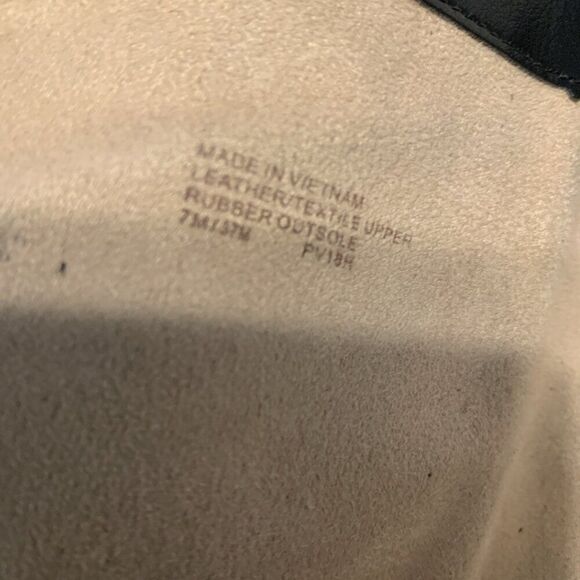 MADE IN VIETNAM
LEATHER/TEXTILE UPPER
RUBBER OUTSOLE
7M/37M PV18H